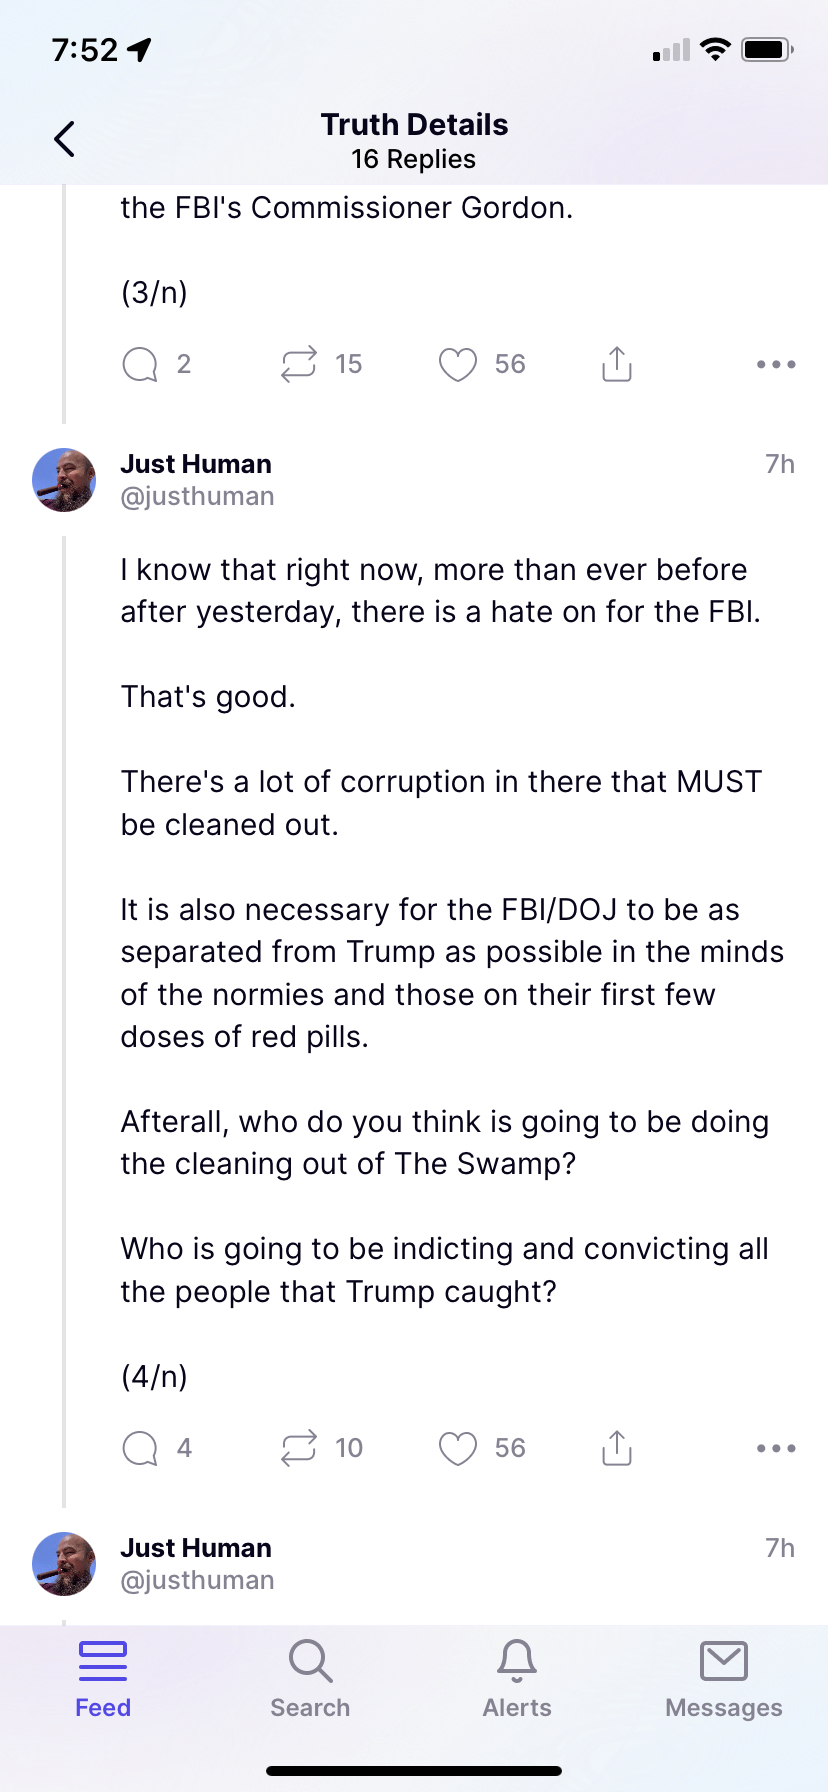 7:52
Truth Details
16 Replies
the FBI's Commissioner Gordon.
(3/n)
2 15 56
Just Human 7h
@justhuman
I know that right now, more than ever before
after yesterday, there is a hate on for the FBI.
That's good.
There's a lot of corruption in there that MUST
be cleaned out.
It is also necessary for the FBI/DOJ to be as
separated from Trump as possible in the minds
of the normies and those on their first few
doses of red pills.
Afterall, who do you think is going to be doing
the cleaning out of The Swamp?
Who is going to be indicting and convicting all
the people that Trump caught?
(4/n)
4 10 56
Just Human 7h
@justhuman
Feed Search Alerts Messages